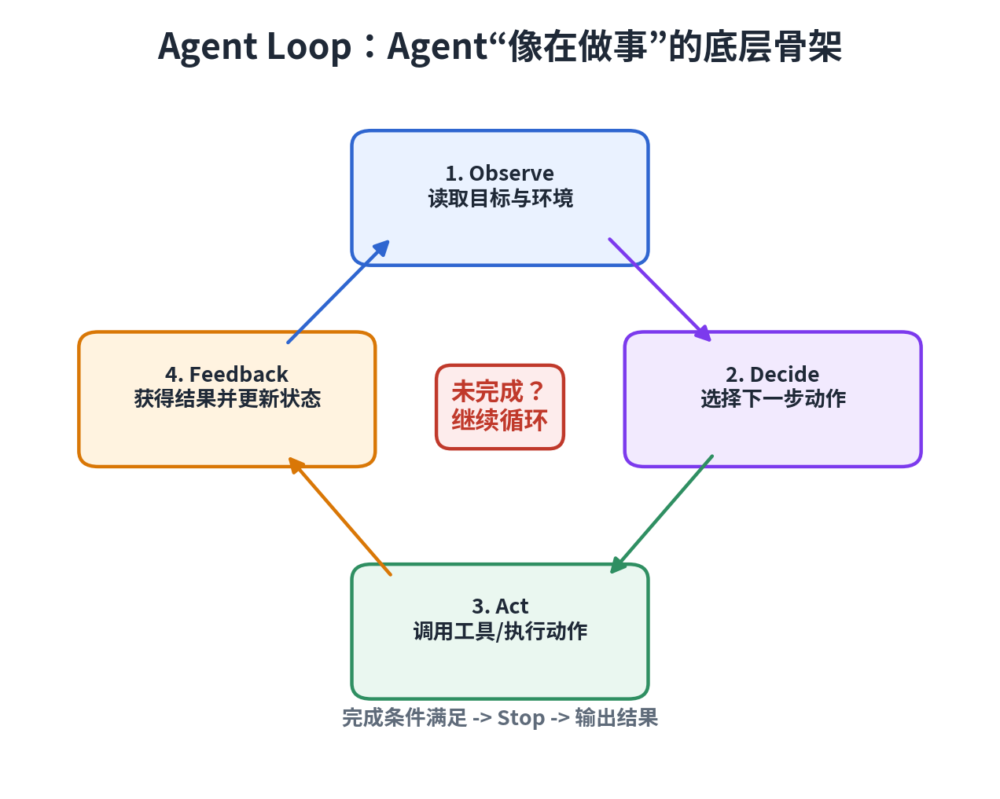 Agent Loop：Agent“像在做事”的底层骨架
1. Observe
读取目标与环境
2. Decide
选择下一步动作
3. Act
调用工具/执行动作
4. Feedback
获得结果并更新状态
未完成？
继续循环
完成条件满足 -> Stop -> 输出结果